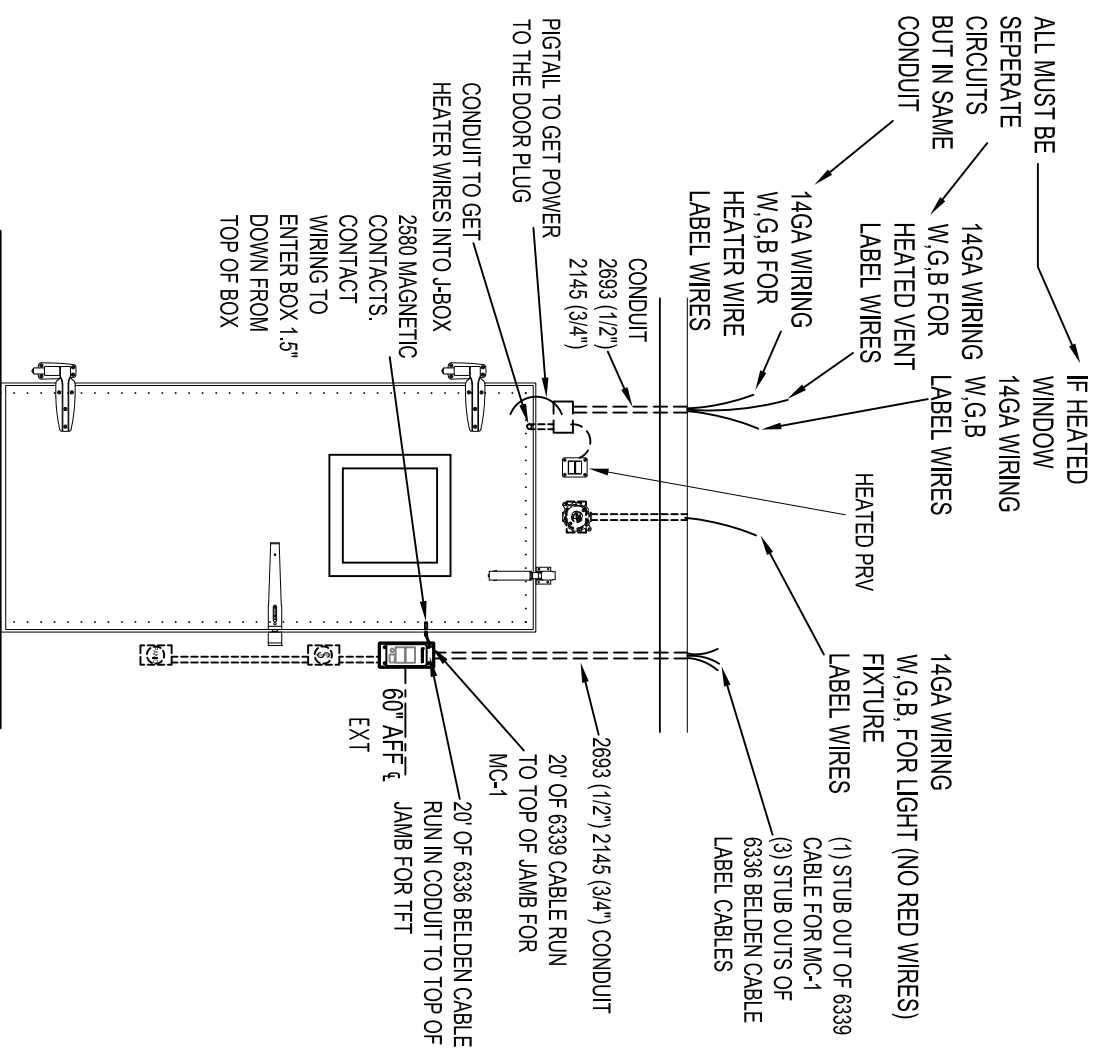 ALL MUST BE
SEPERATE
CIRCUITS
BUT IN SAME
CONDUIT
IF HEATED
WINDOW
14GA WIRING
W,G,B
LABEL WIRES
14GA WIRING
W,G,B FOR
HEATED VENT
LABEL WIRES
14GA WIRING
W,G,B FOR
HEATER WIRE
LABEL WIRES
CONDUIT
2693 (1/2")
2145 (3/4")
PIGTAIL TO GET POWER
TO THE DOOR PLUG
CONDUIT TO GET
HEATER WIRES INTO J-BOX
2580 MAGNETIC
CONTACTS.
CONTACT
WIRING TO
ENTER BOX 1.5"
DOWN FROM
TOP OF BOX
HEATED PRV
14GA WIRING
W,G,B, FOR LIGHT (NO RED WIRES)
FIXTURE
LABEL WIRES
(1) STUB OUT OF 6339
CABLE FOR MC-1
(3) STUB OUTS OF
6336 BELDEN CABLE
LABEL CABLES
2693 (1/2") 2145 (3/4") CONDUIT
20' OF 6339 CABLE RUN
TO TOP OF JAMB FOR
MC-1
20' OF 6336 BELDEN CABLE
RUN IN CODUIT TO TOP OF
JAMB FOR TFT
60" AFF
EXT
S